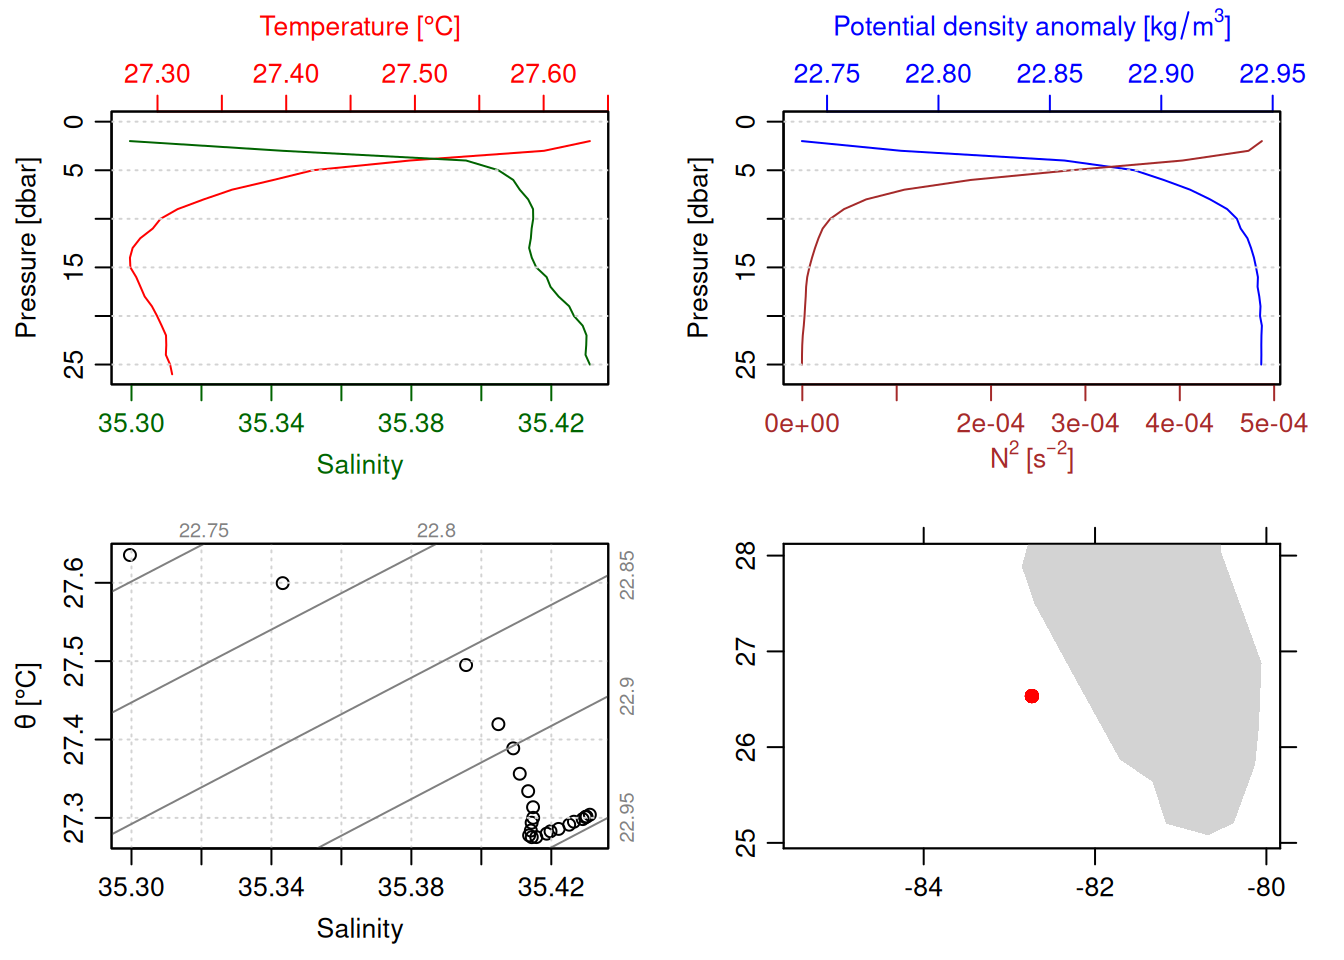 Temperature [°C]
27.30 27.40 27.50 27.60
Pressure [dbar]
0
5
15
25
35.30 35.34 35.38 35.42
Salinity
Potential density anomaly [kg/m³]
22.75 22.80 22.85 22.90 22.95
Pressure [dbar]
0
5
15
25
0e+00 2e-04 3e-04 4e-04 5e-04
N² [s⁻²]
22.75 22.8
22.85
22.9
22.95
θ [°C]
27.6
27.5
27.4
27.3
35.30 35.34 35.38 35.42
Salinity
28
27
26
25
-84 -82 -80